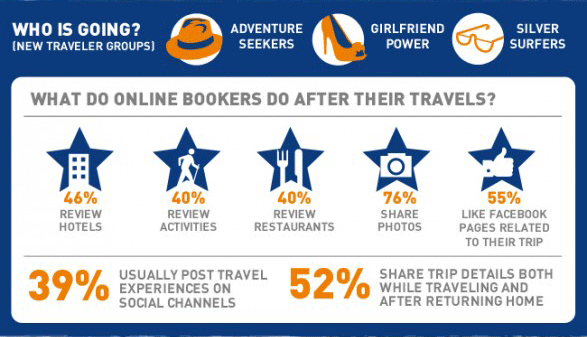 WHO IS GOING?
(NEW TRAVELER GROUPS)
ADVENTURE
SEEKERS
GIRLFRIEND
POWER
SILVER
SURFERS
WHAT DO ONLINE BOOKERS DO AFTER THEIR TRAVELS?
46%
REVIEW
HOTELS
40%
REVIEW
ACTIVITIES
40%
REVIEW
RESTAURANTS
76%
SHARE
PHOTOS
55%
LIKE FACEBOOK
PAGES RELATED
TO THEIR TRIP
39%
USUALLY POST TRAVEL
EXPERIENCES ON
SOCIAL CHANNELS
52%
SHARE TRIP DETAILS BOTH
WHILE TRAVELING AND
AFTER RETURNING HOME